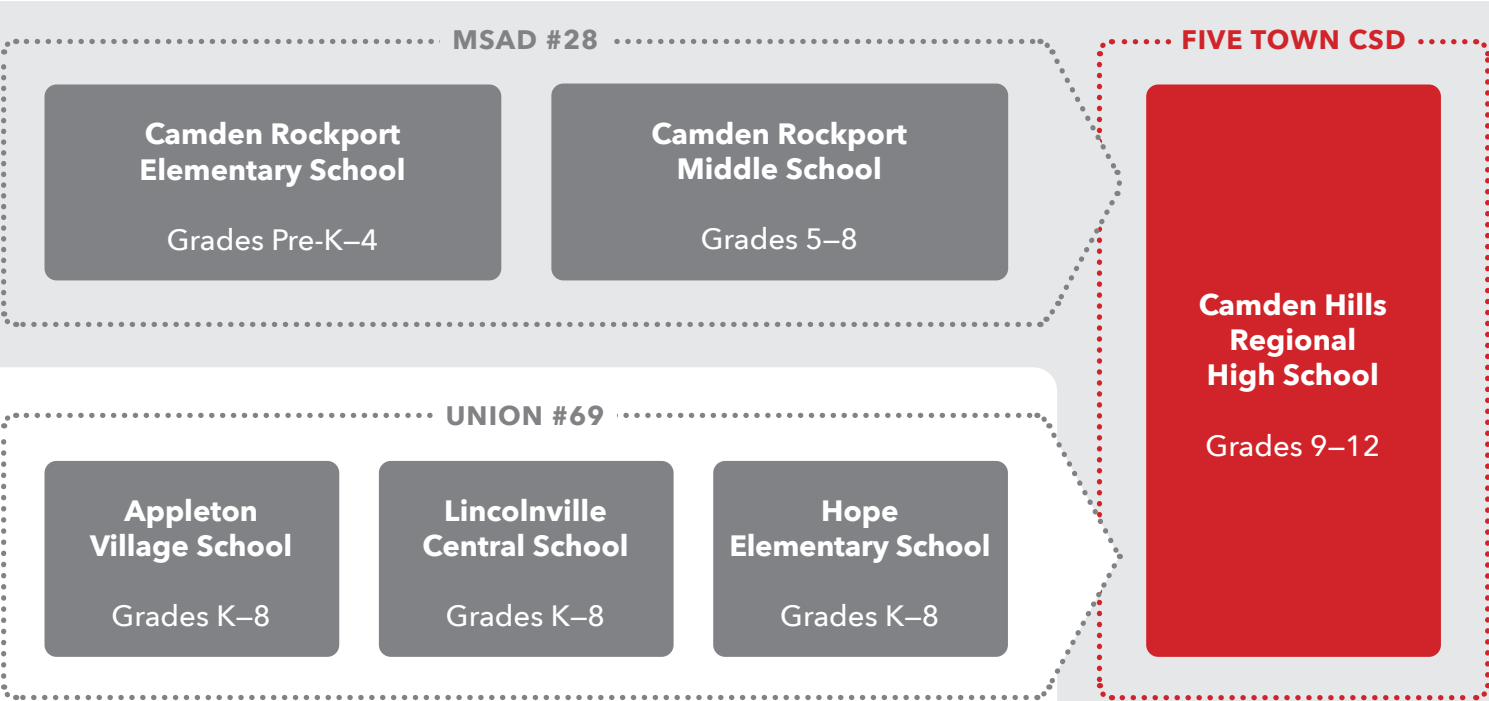 MSAD #28
Camden Rockport
Elementary School
Grades Pre-K–4
Camden Rockport
Middle School
Grades 5–8
UNION #69
Appleton
Village School
Grades K–8
Lincolnville
Central School
Grades K–8
Hope
Elementary School
Grades K–8
FIVE TOWN CSD
Camden Hills
Regional
High School
Grades 9–12